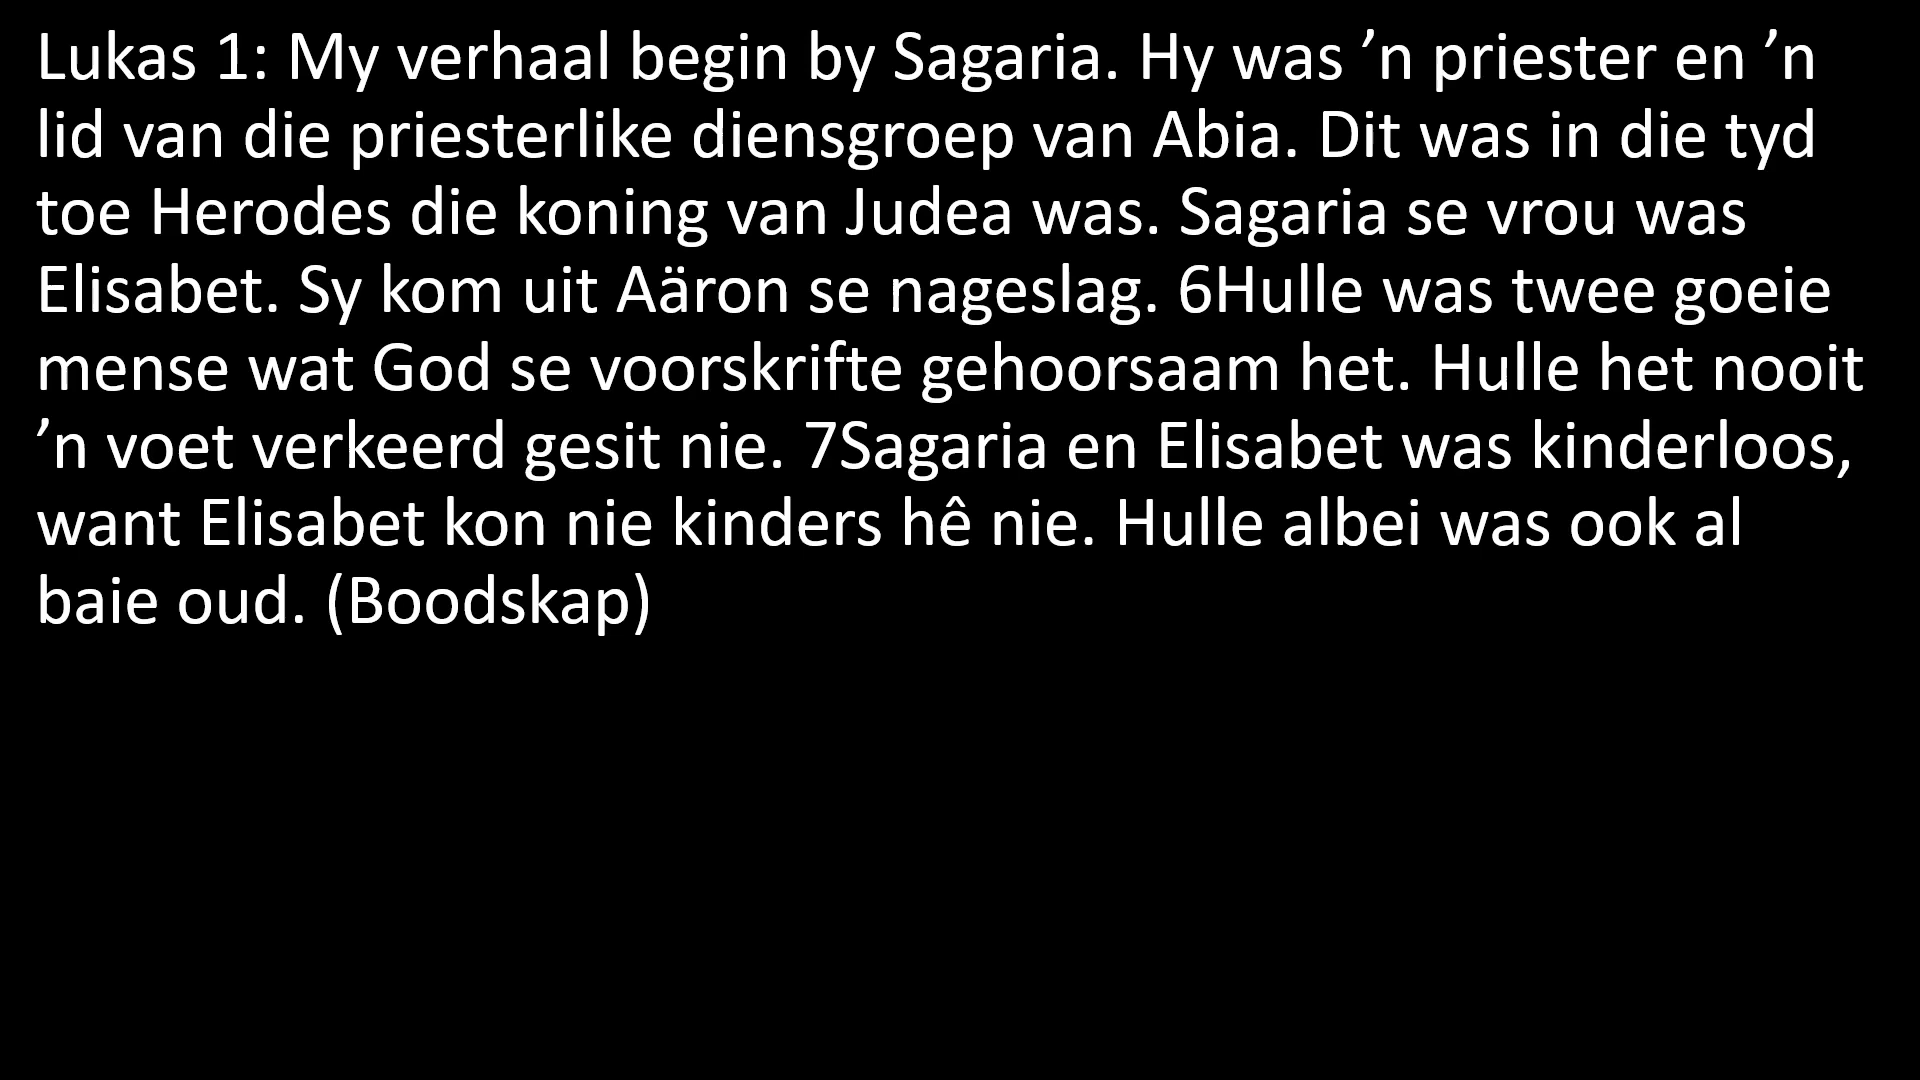 Lukas 1: My verhaal begin by Sagaria. Hy was ’n priester en ’n
lid van die priesterlike diensgroep van Abia. Dit was in die tyd
toe Herodes die koning van Judea was. Sagaria se vrou was
Elisabet. Sy kom uit Aäron se nageslag. 6Hulle was twee goeie
mense wat God se voorskrifte gehoorsaam het. Hulle het nooit
’n voet verkeerd gesit nie. 7Sagaria en Elisabet was kinderloos,
want Elisabet kon nie kinders hê nie. Hulle albei was ook al
baie oud. (Boodskap)